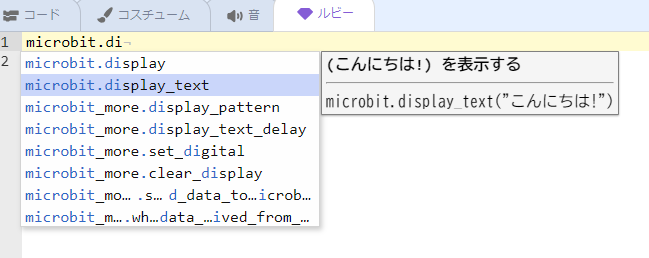 コード コスチューム 音 ルビー
1 microbit.di¬
2
microbit.display
microbit.display_text
microbit_more.display_pattern
microbit_more.display_text_delay
microbit_more.set_digital
microbit_more.clear_display
microbit_mo… .s… d_data_to…icrob…
microbit_m….wh…data_…ived_from_…
(こんにちは!) を表示する
microbit.display_text("こんにちは!")